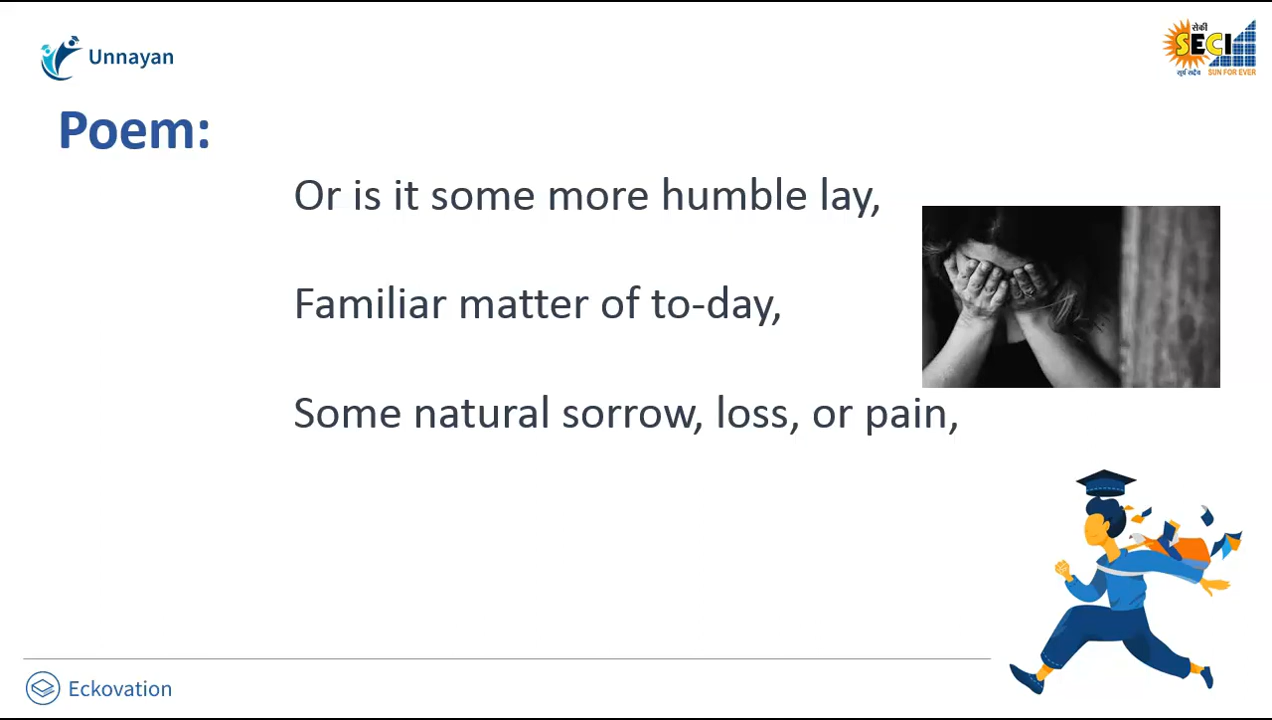 Unnayan
सेकी
SECI
सूर्य सदैव SUN FOR EVER
Poem:
Or is it some more humble lay,
Familiar matter of to-day,
Some natural sorrow, loss, or pain,
Eckovation